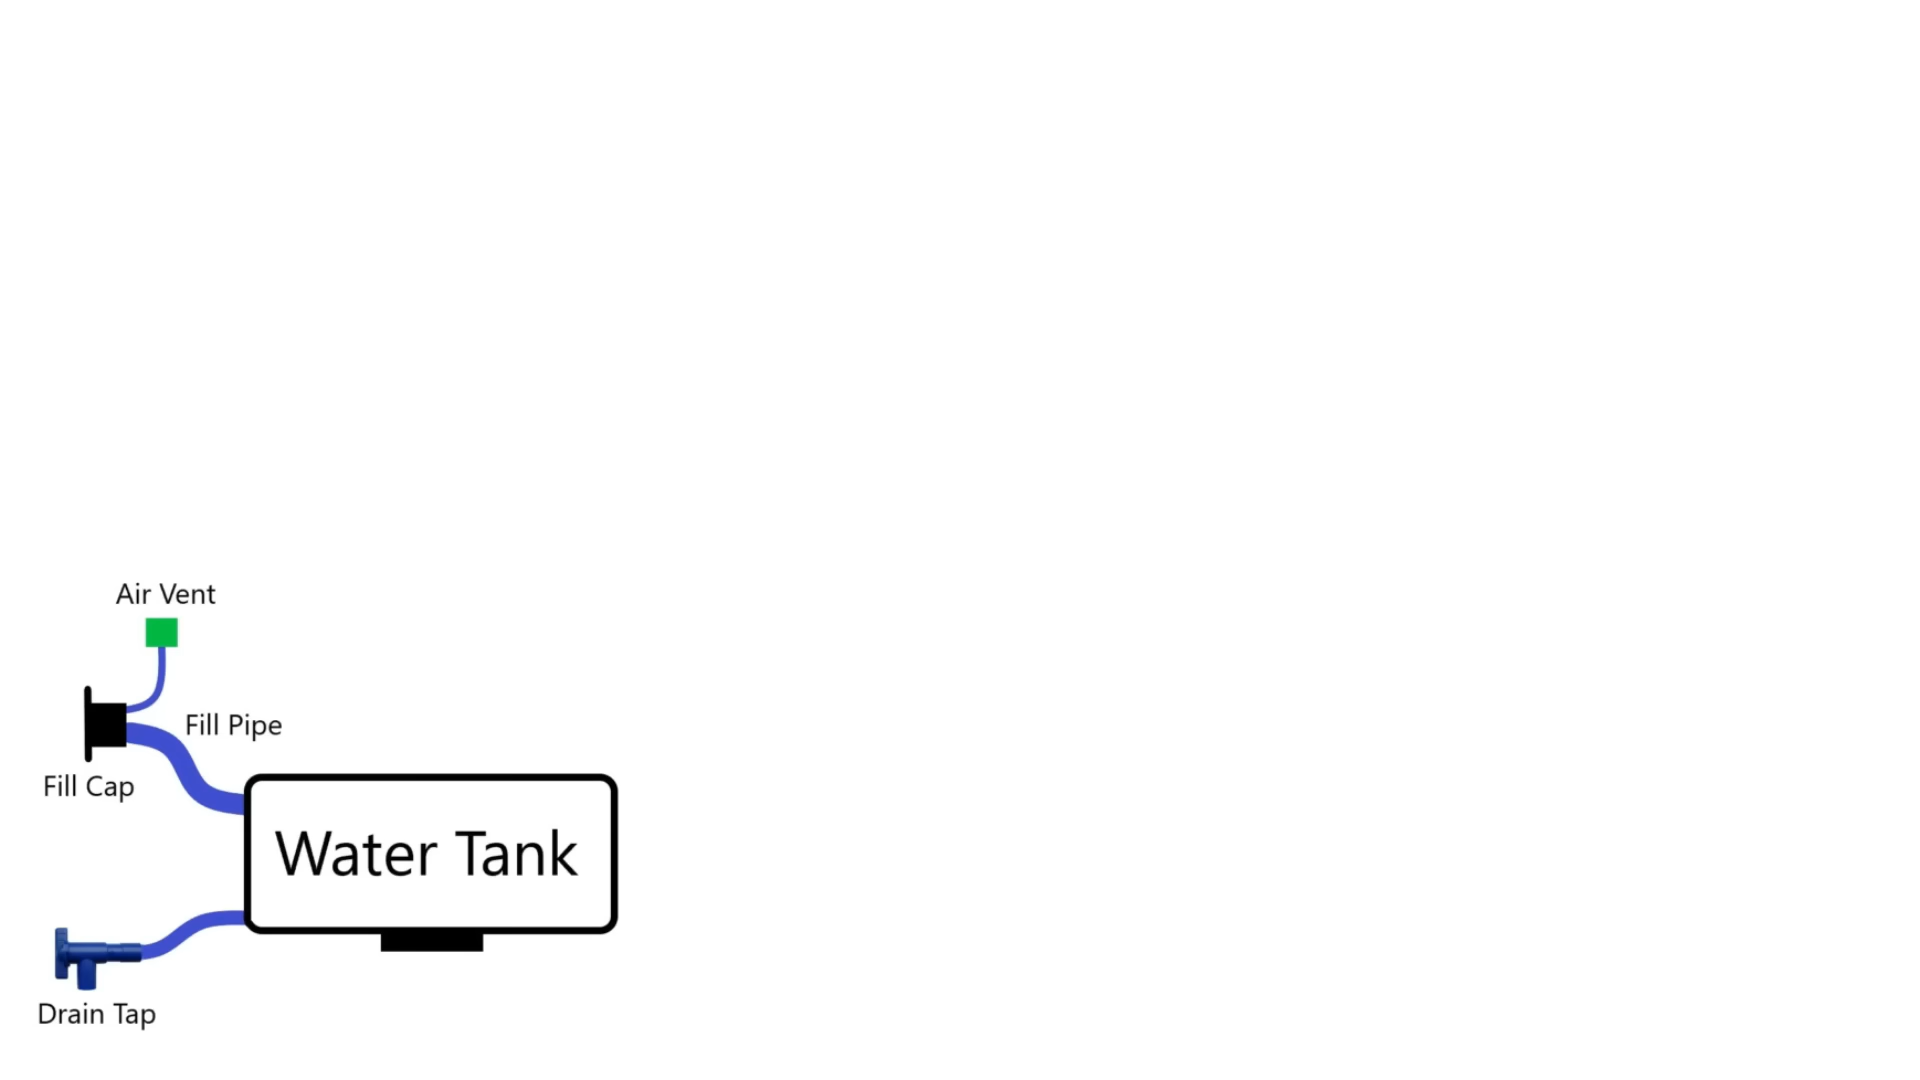 Air Vent
Fill Pipe
Fill Cap
Water Tank
Drain Tap